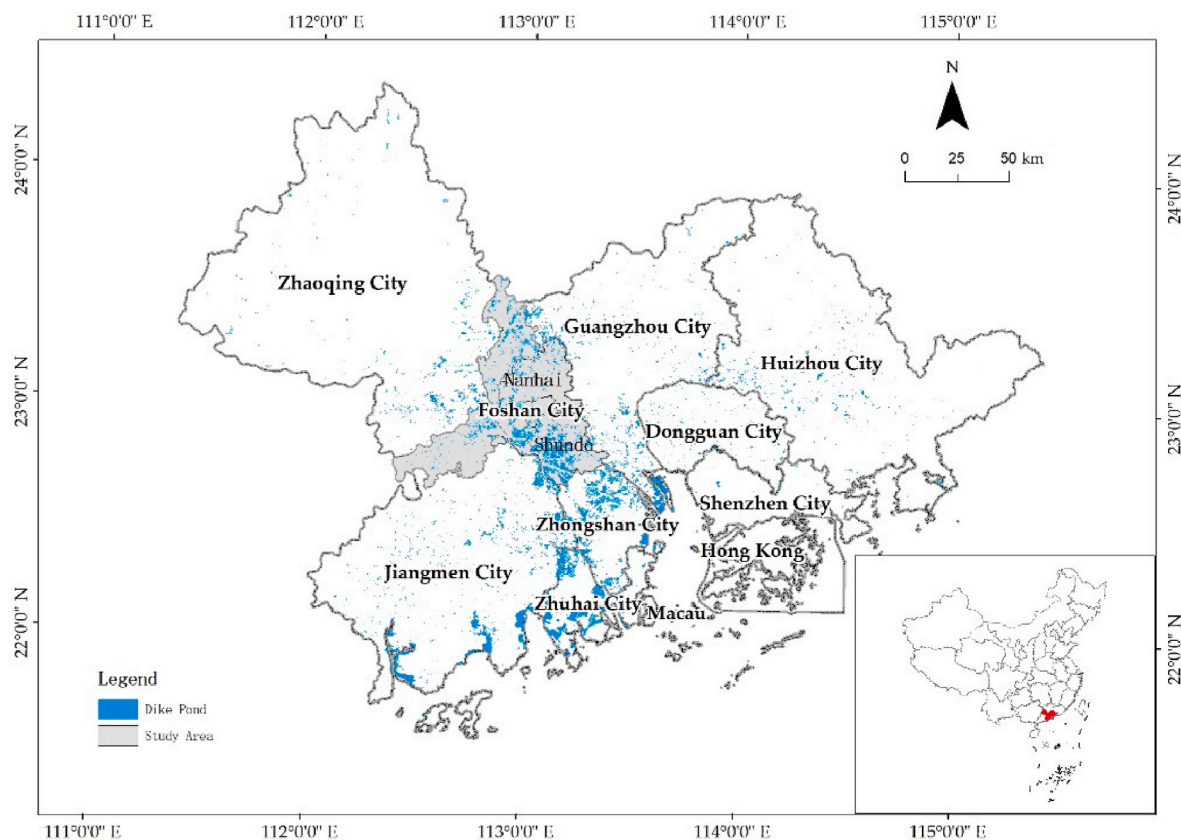 111°0'0" E 112°0'0" E 113°0'0" E 114°0'0" E 115°0'0" E
N
0 25 50 km
24°0'0" N
24°0'0" N
Zhaoqing City
Guangzhou City
Huizhou City
Nanhai
23°0'0" N
Foshan City
23°0'0" N
Dongguan City
Shunde
Shenzhen City
Zhongshan City
Hong Kong
Jiangmen City
Zhuhai City
Macau
22°0'0" N
22°0'0" N
Legend
Dike Pond
Study Area
111°0'0" E 112°0'0" E 113°0'0" E 114°0'0" E 115°0'0" E